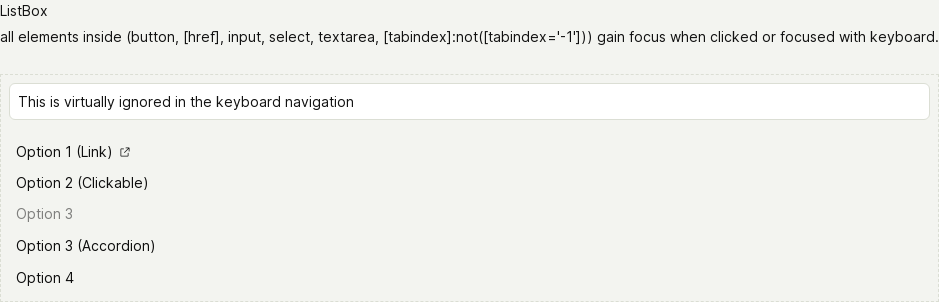 ListBox
all elements inside (button, [href], input, select, textarea, [tabindex]:not([tabindex='-1'])) gain focus when clicked or focused with keyboard.
This is virtually ignored in the keyboard navigation
Option 1 (Link)
Option 2 (Clickable)
Option 3
Option 3 (Accordion)
Option 4